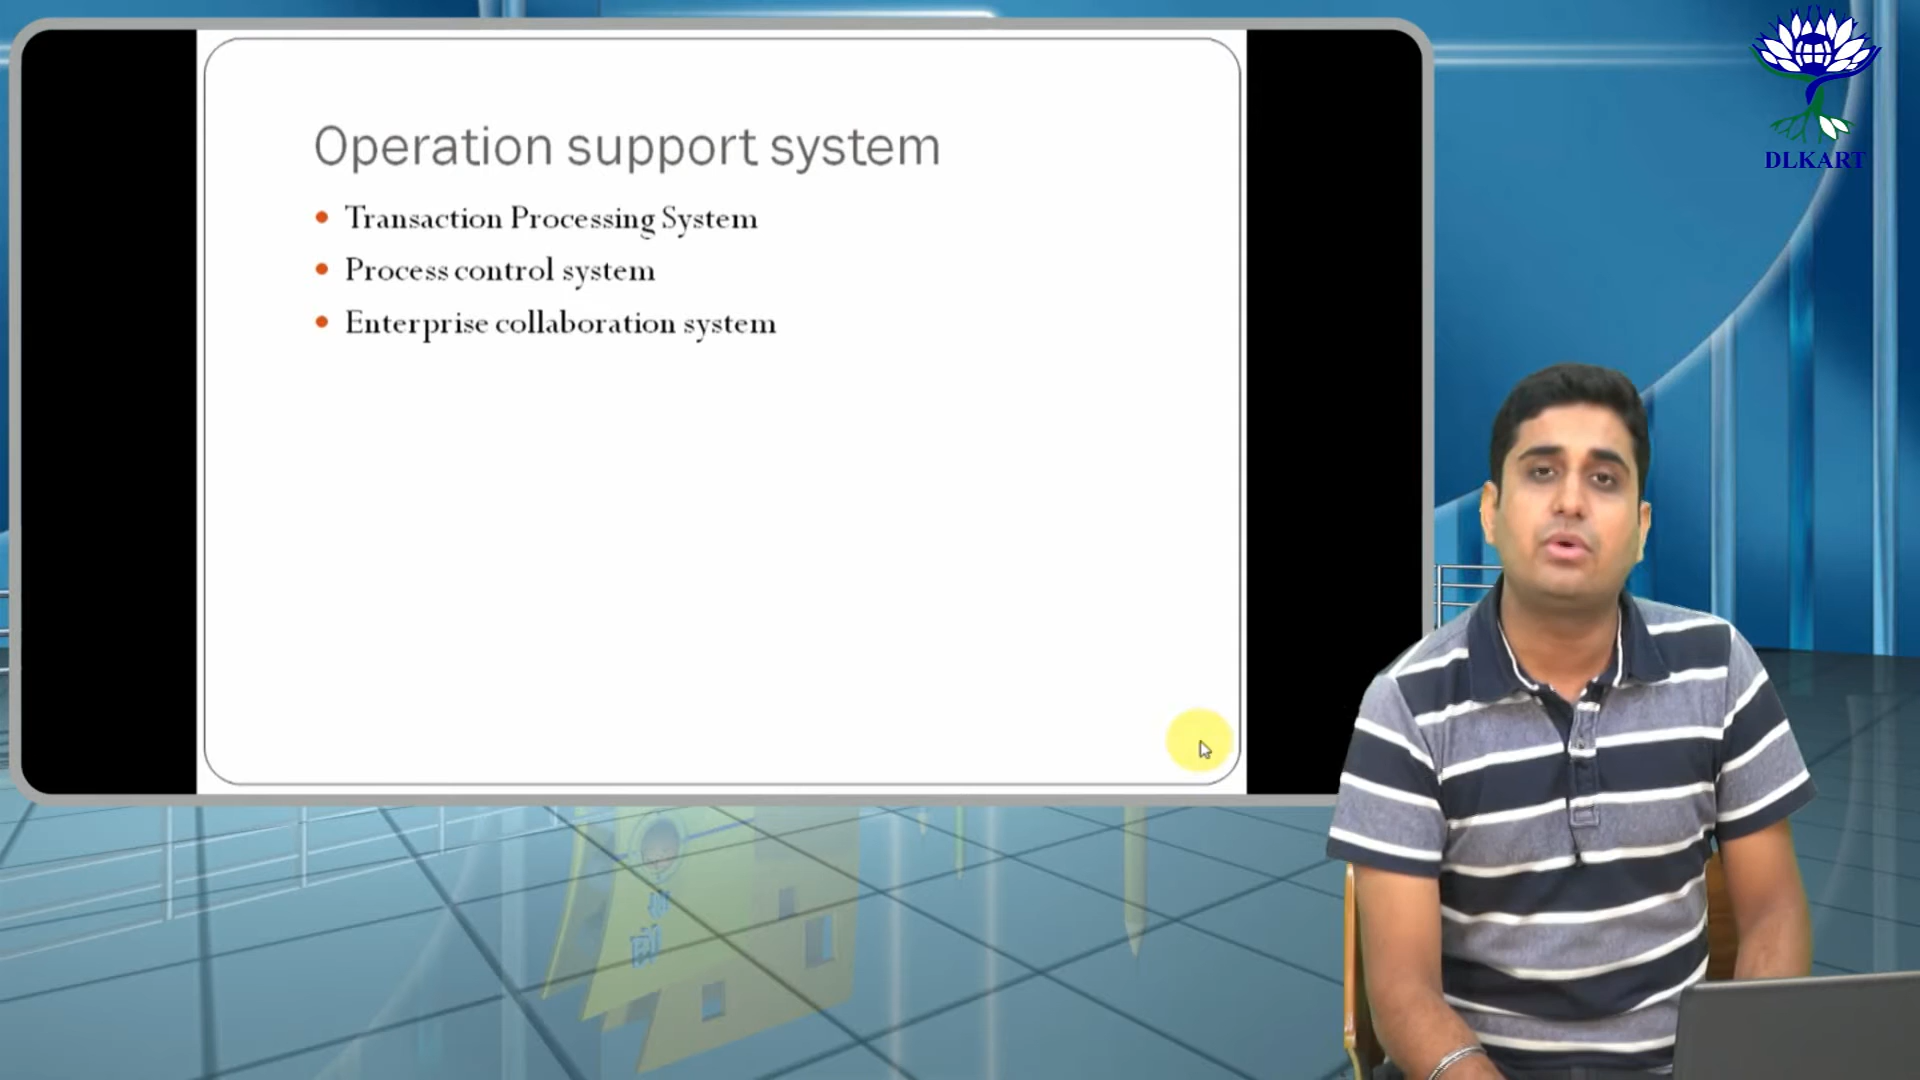 Operation support system
Transaction Processing System
Process control system
Enterprise collaboration system
DLKART